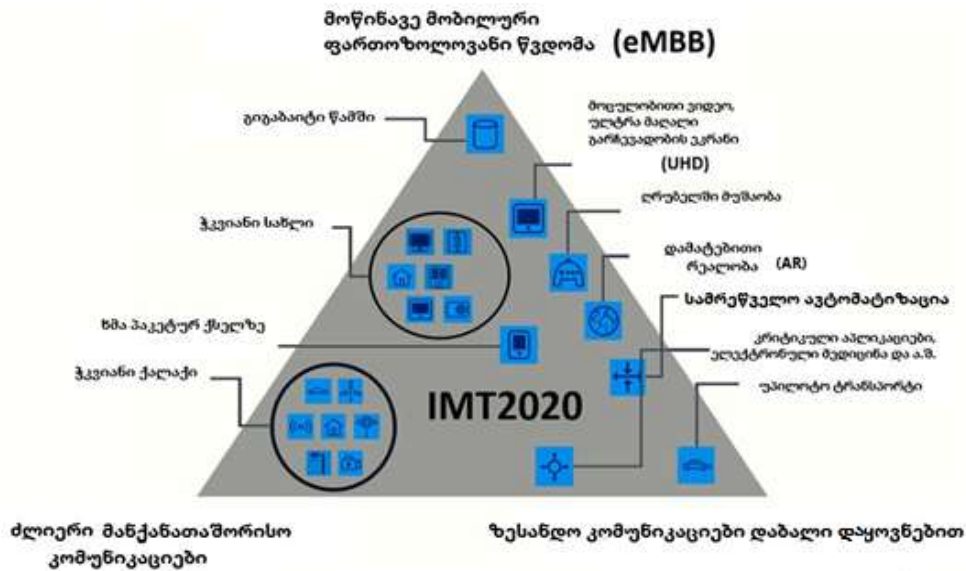 მოწინავე მობილური
ფართოზოლოვანი წვდომა (eMBB)
გიგაბაიტი წამში
მოცულობითი ვიდეო,
ულტრა მაღალი
გარჩევადობის ეკრანი
(UHD)
ღრუბელში მუშაობა
ჭკვიანი სახლი
დამატებითი
რეალობა (AR)
სამრეწველო ავტომატიზაცია
ხმა პაკეტურ ქსელზე
კრიტიკული აპლიკაციები,
ელექტრონული მედიცინა და ა.შ.
ჭკვიანი ქალაქი
უპილოტო ტრანსპორტი
IMT2020
ძლიერი მანქანათაშორისო
კომუნიკაციები
ზესანდო კომუნიკაციები დაბალი დაყოვნებით